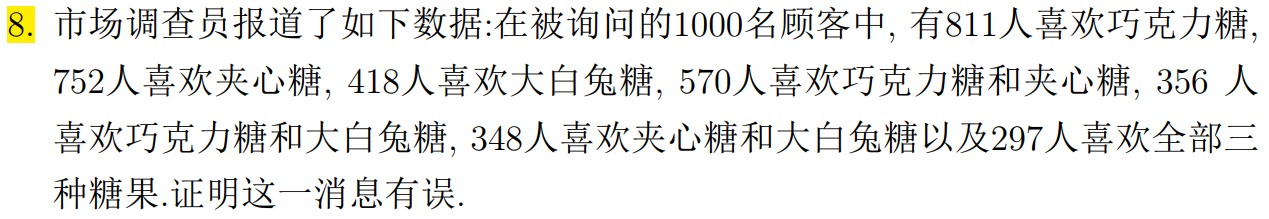 8. 市场调查员报道了如下数据:在被询问的1000名顾客中, 有811人喜欢巧克力糖,
752人喜欢夹心糖, 418人喜欢大白兔糖, 570人喜欢巧克力糖和夹心糖, 356 人
喜欢巧克力糖和大白兔糖, 348人喜欢夹心糖和大白兔糖以及297人喜欢全部三
种糖果.证明这一消息有误.